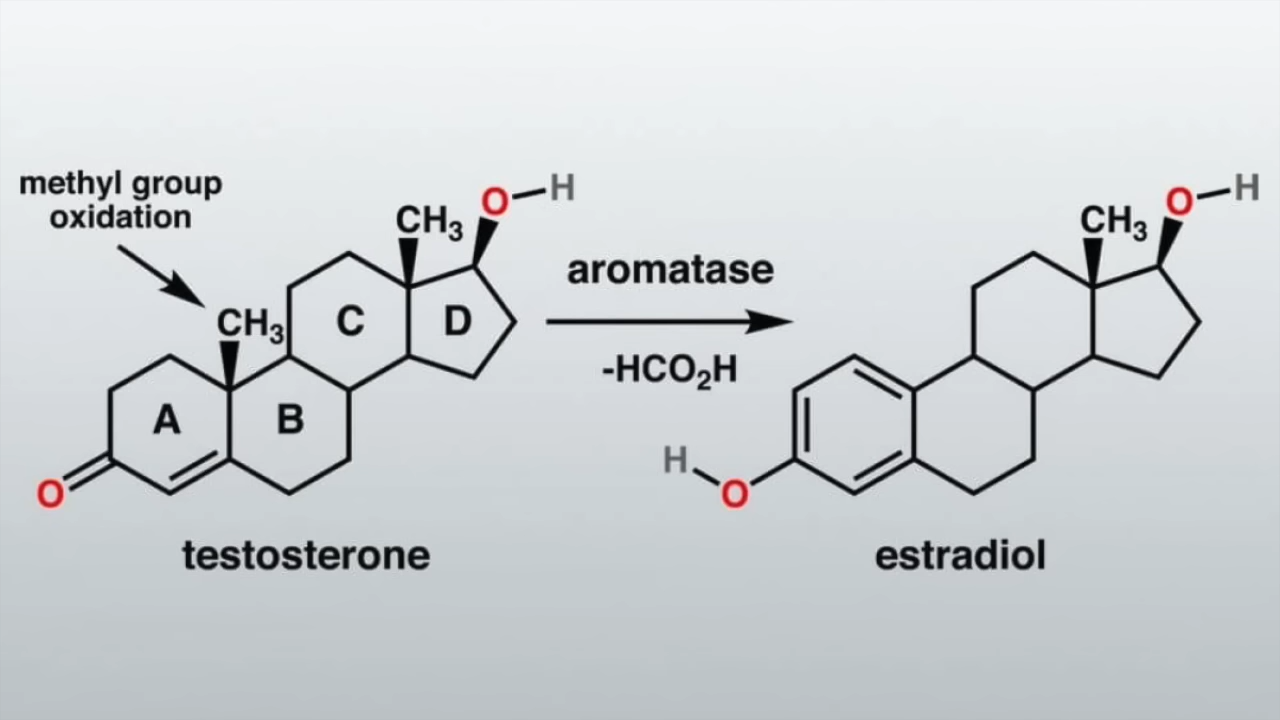 methyl group
oxidation
CH₃
O
H
CH₃
A
B
C
D
O
testosterone
aromatase
-HCO₂H
CH₃
O
H
H
O
estradiol